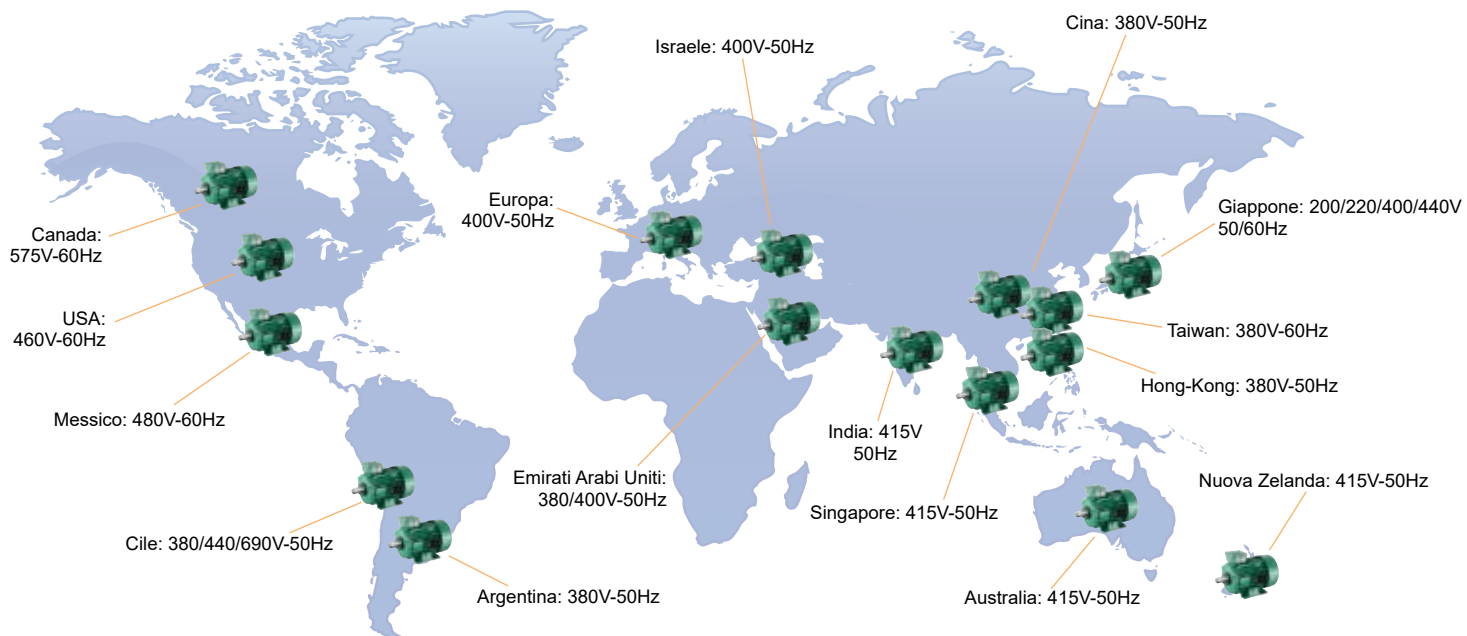 Cina: 380V-50Hz
Israele: 400V-50Hz
Europa:
400V-50Hz
Giappone: 200/220/400/440V
50/60Hz
Canada:
575V-60Hz
USA:
460V-60Hz
Taiwan: 380V-60Hz
Hong-Kong: 380V-50Hz
Messico: 480V-60Hz
India: 415V
50Hz
Emirati Arabi Uniti:
380/400V-50Hz
Nuova Zelanda: 415V-50Hz
Singapore: 415V-50Hz
Cile: 380/440/690V-50Hz
Argentina: 380V-50Hz
Australia: 415V-50Hz